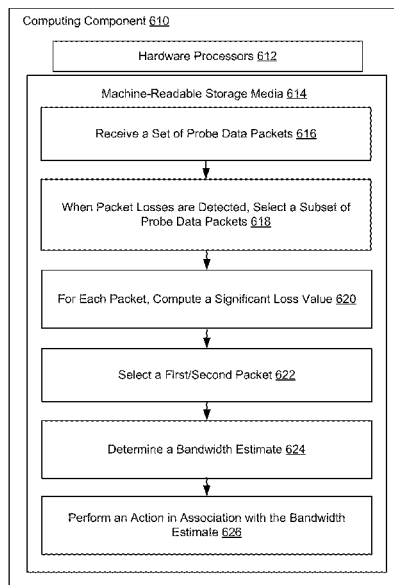 Computing Component 610
Hardware Processors 612
Machine-Readable Storage Media 614
Receive a Set of Probe Data Packets 616
When Packet Losses are Detected, Select a Subset of
Probe Data Packets 618
For Each Packet, Compute a Significant Loss Value 620
Select a First/Second Packet 622
Determine a Bandwidth Estimate 624
Perform an Action in Association with the Bandwidth
Estimate 626